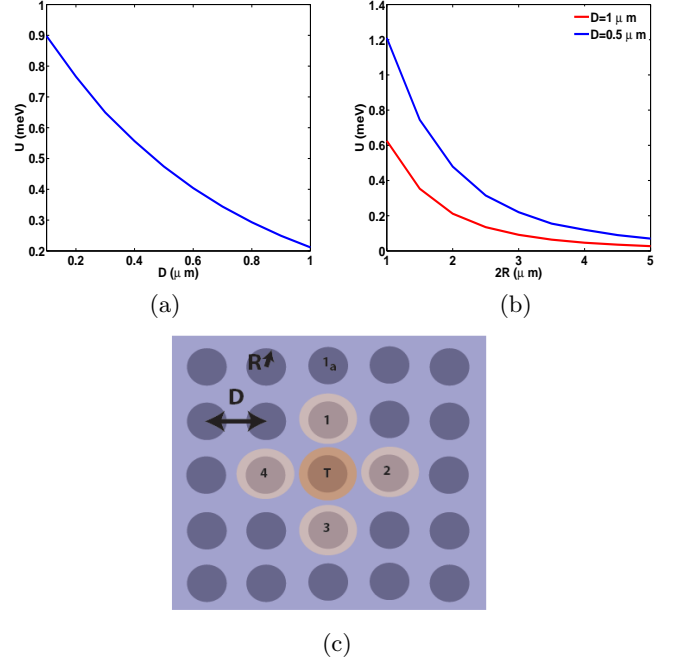 1
0.9
0.8
0.7
0.6
0.5
0.4
0.3
0.2
U (meV)
0.2 0.4 0.6 0.8 1
D (μ m)
(a)
1.4
1.2
1
0.8
0.6
0.4
0.2
0
U (meV)
D=1 μ m
D=0.5 μ m
1 2 3 4 5
2R (μ m)
(b)
R 1a
D 1
4 T 2
3
(c)